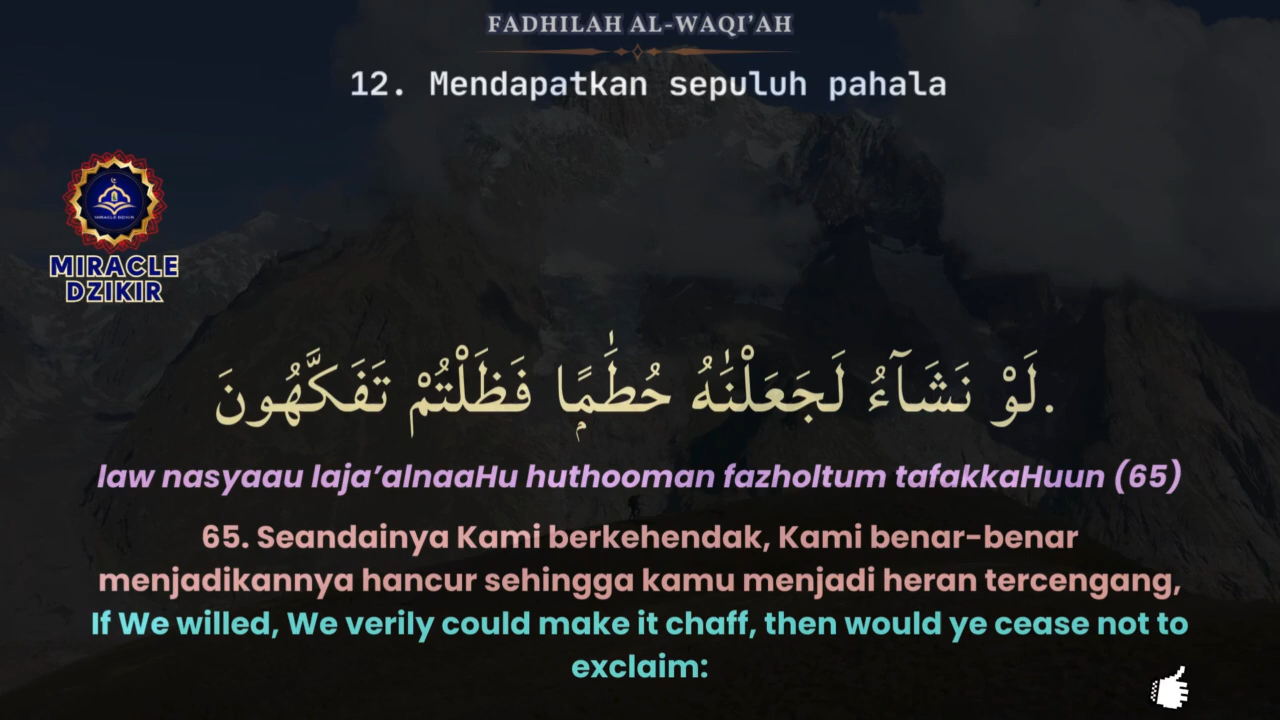 FADHILAH AL-WAQI'AH
12. Mendapatkan sepuluh pahala
MIRACLE
DZIKIR
لَوْ نَشَآءُ لَجَعَلْنَٰهُ حُطَٰمًۭا فَظَلْتُمْ تَفَكَّهُونَ.
law nasyaau laja’alnaaHu huthooman fazholtum tafakkaHuun (65)
65. Seandainya Kami berkehendak, Kami benar-benar
menjadikannya hancur sehingga kamu menjadi heran tercengang,
If We willed, We verily could make it chaff, then would ye cease not to
exclaim: